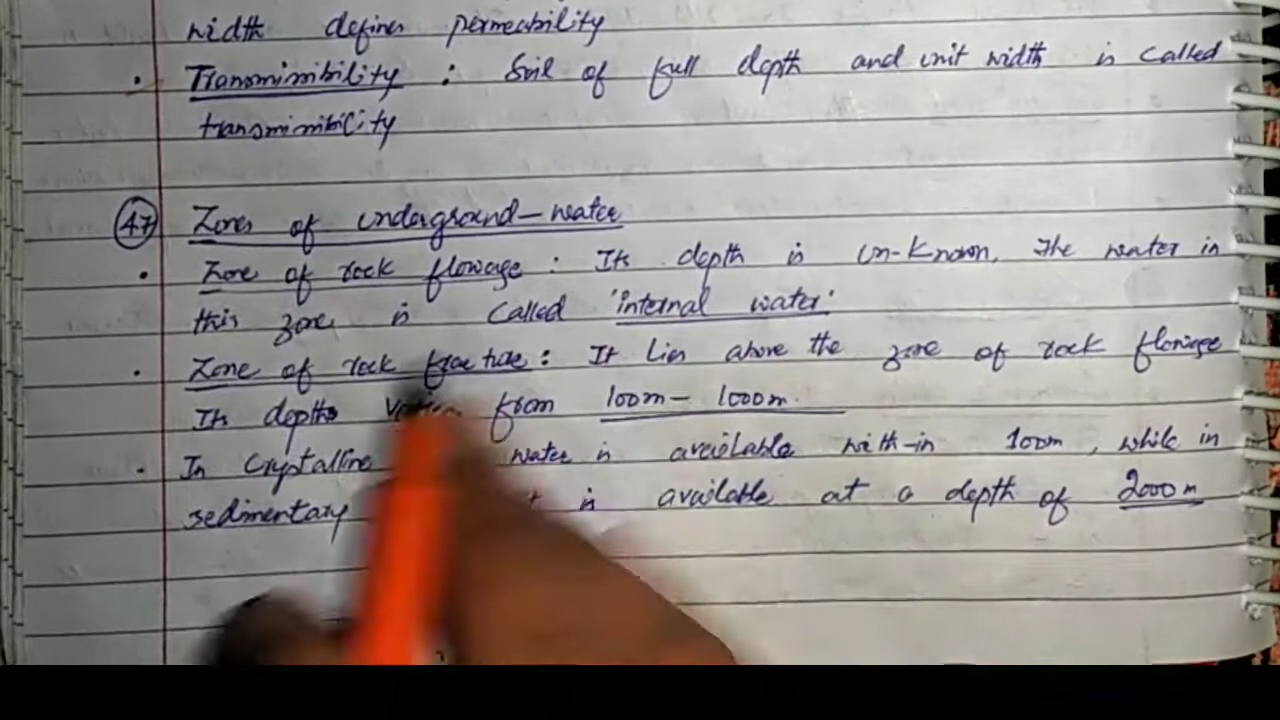 width defines permeability
• Transmissibility : Soil of full depth and unit width is called
transmissibility
47 Zones of underground-water
• Zone of rock flowage : Its depth is un-known. The water in
this zone is called 'internal water'
• Zone of rock fracture : It lies above the zone of rock flowage
Its depths from 100m - 1000m.
• In Crystalline water is available with-in 100m, while in
sedimentary is available at a depth of 2000m